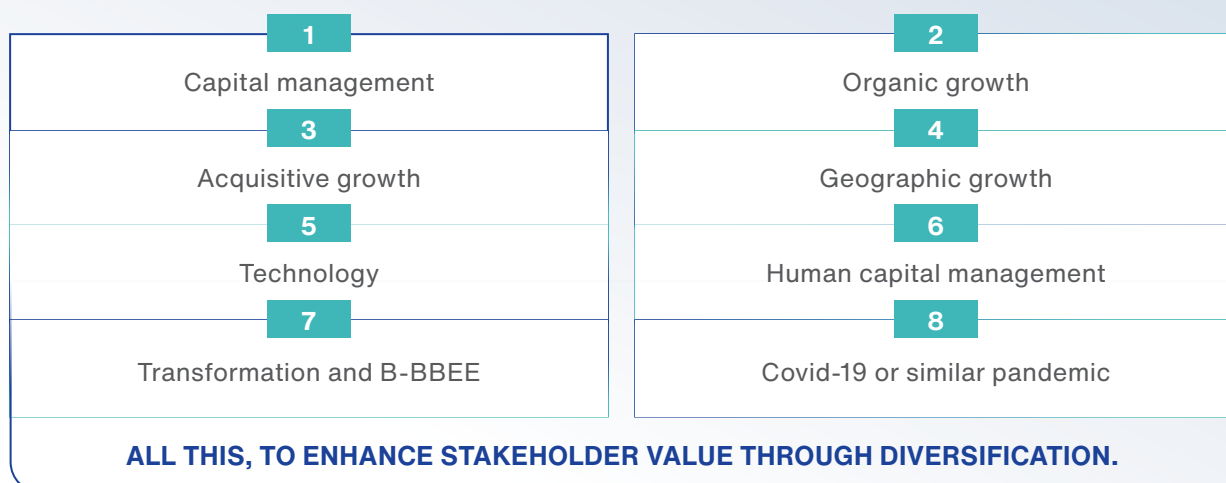 1
Capital management
2
Organic growth
3
Acquisitive growth
4
Geographic growth
5
Technology
6
Human capital management
7
Transformation and B-BBEE
8
Covid-19 or similar pandemic
ALL THIS, TO ENHANCE STAKEHOLDER VALUE THROUGH DIVERSIFICATION.